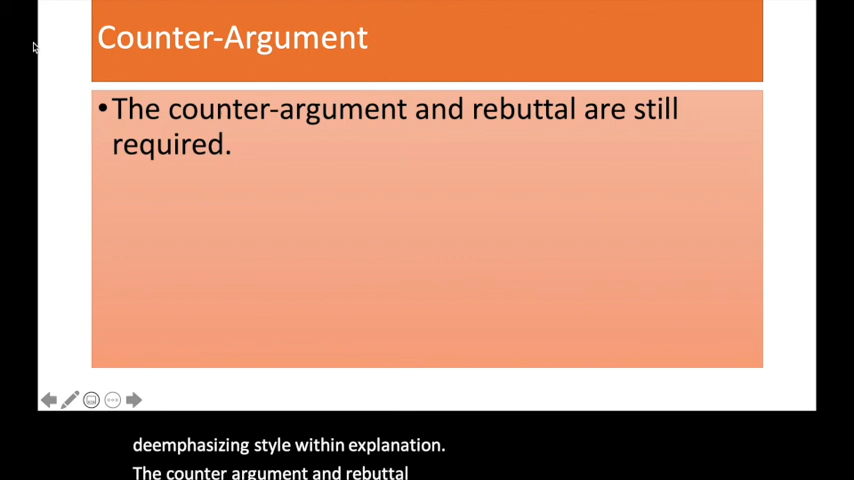 Counter-Argument
•The counter-argument and rebuttal are still
required.
deemphasizing style within explanation.
The counter argument and rebuttal